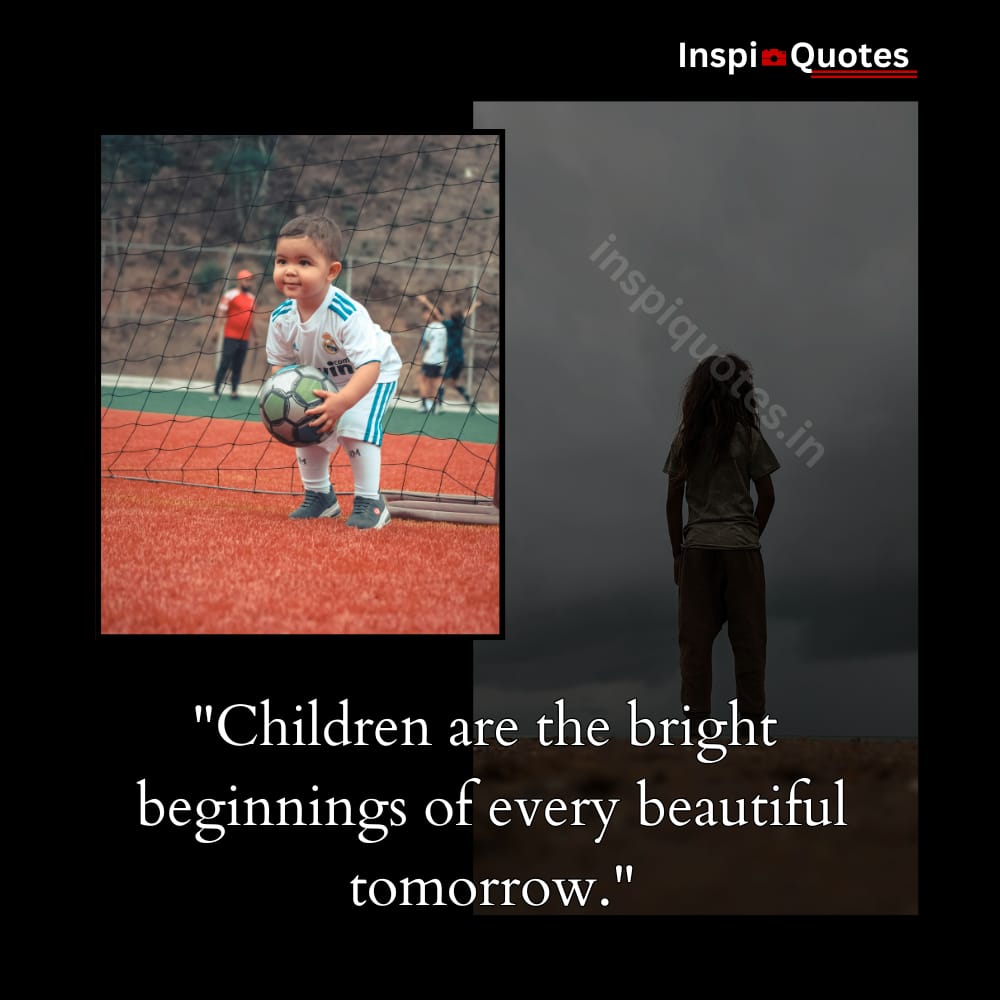 Inspi Quotes
inspiquotes.in
"Children are the bright
beginnings of every beautiful
tomorrow."